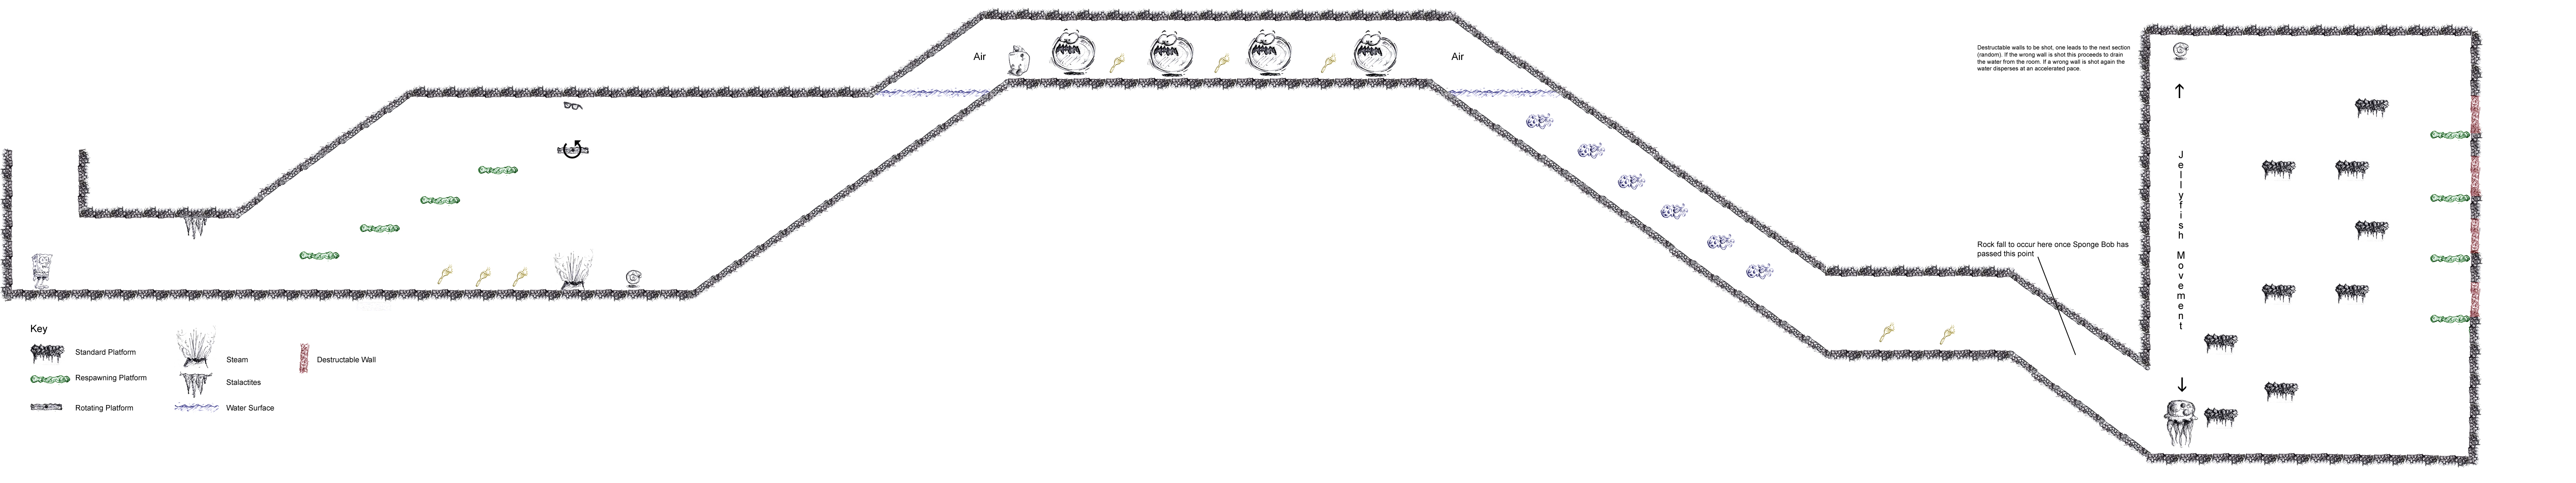 Air
Air
Destructable walls to be shot, one leads to the next section
(random). If the wrong wall is shot this proceeds to drain
the water from the room. If a wrong wall is shot again the
water disperses at an accelerated pace.
Jellyfish Movement
Rock fall to occur here once Sponge Bob has
passed this point
Key
Standard Platform
Respawning Platform
Rotating Platform
Steam
Stalactites
Water Surface
Destructable Wall